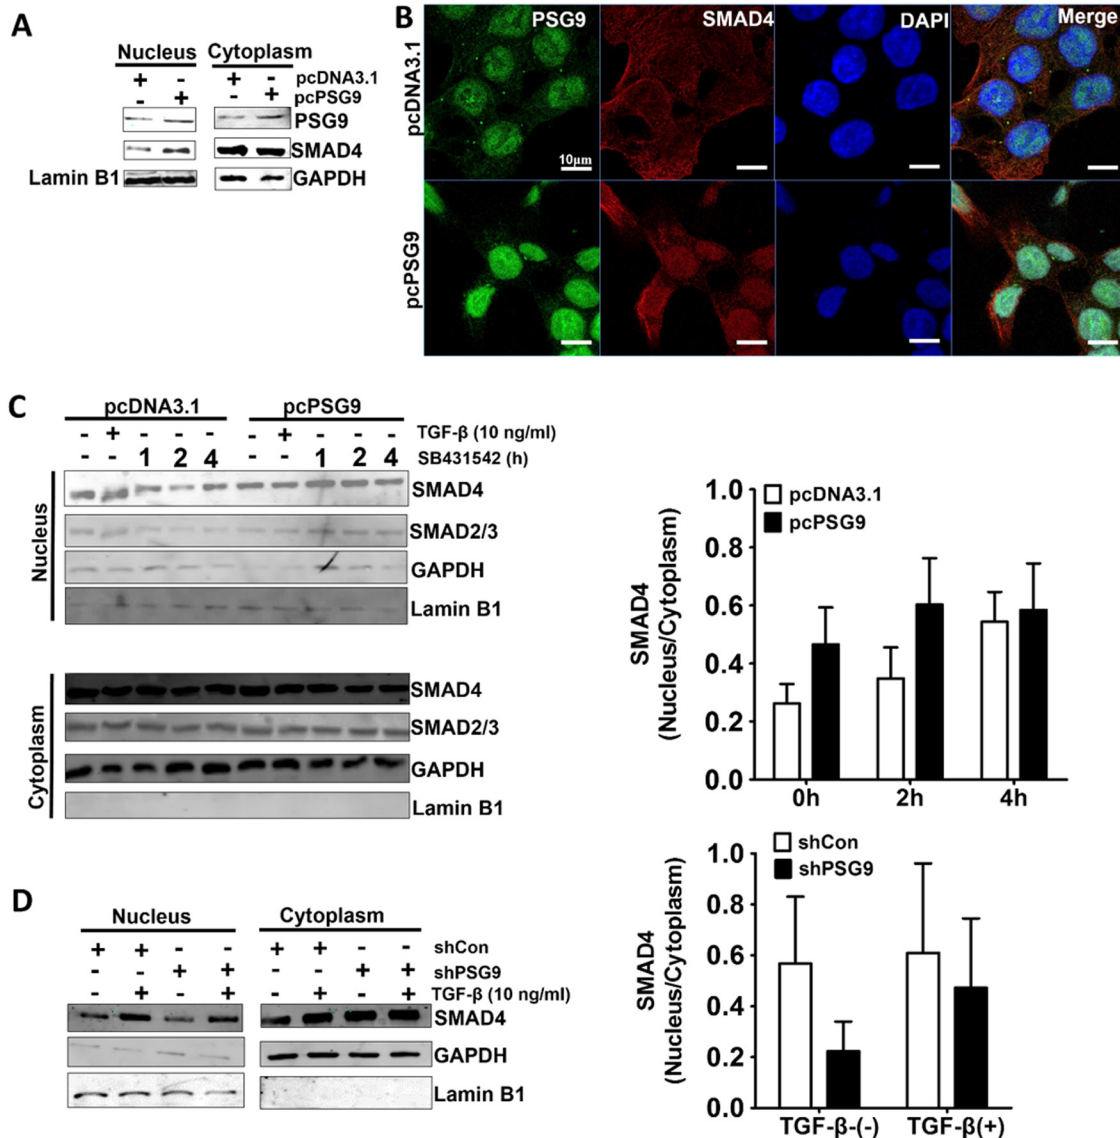 A
Nucleus Cytoplasm
+ - + - pcDNA3.1
- + - + pcPSG9
PSG9
SMAD4
Lamin B1 GAPDH
B
PSG9 SMAD4 DAPI Merge
pcDNA3.1
10μm
pcPSG9
C
pcDNA3.1 pcPSG9
- + - - - - + - - - TGF-β (10 ng/ml)
- - 1 2 4 - - 1 2 4 SB431542 (h)
Nucleus
SMAD4
SMAD2/3
GAPDH
Lamin B1
Cytoplasm
SMAD4
SMAD2/3
GAPDH
Lamin B1
SMAD4
(Nucleus/Cytoplasm)
1.0
0.8
0.6
0.4
0.2
0.0
pcDNA3.1
pcPSG9
0h 2h 4h
D
Nucleus Cytoplasm
+ + - - + + - - shCon
- - + + - - + + shPSG9
- + - + - + - + TGF-β (10 ng/ml)
SMAD4
GAPDH
Lamin B1
SMAD4
(Nucleus/Cytoplasm)
1.0
0.8
0.6
0.4
0.2
0.0
shCon
shPSG9
TGF-β-(-) TGF-β(+)